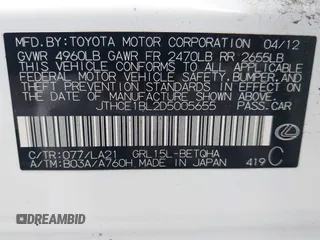 MFD. BY: TOYOTA MOTOR CORPORATION 04/12
GVWR 4960LB GAWR FR 2470LB RR 2655LB
THIS VEHICLE CONFORMS TO ALL APPLICABLE
FEDERAL MOTOR VEHICLE SAFETY, BUMPER, AND
THEFT PREVENTION STANDARDS IN EFFECT ON
THE DATE OF MANUFACTURE SHOWN ABOVE.
JTHCE1BL2D5005655 PASS. CAR
C/TR: 077/LA21 GRL15L-BETQHA
A/TM: B03A/A760H MADE IN JAPAN 419 C